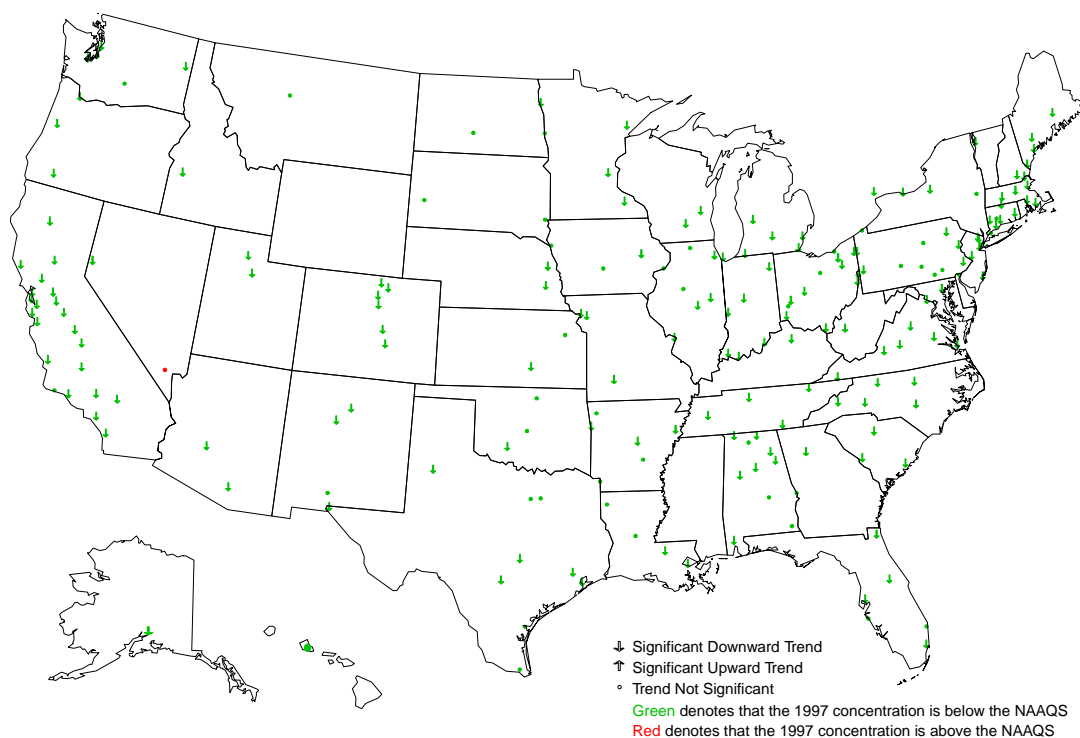 Significant Downward Trend
Significant Upward Trend
Trend Not Significant
Green denotes that the 1997 concentration is below the NAAQS
Red denotes that the 1997 concentration is above the NAAQS